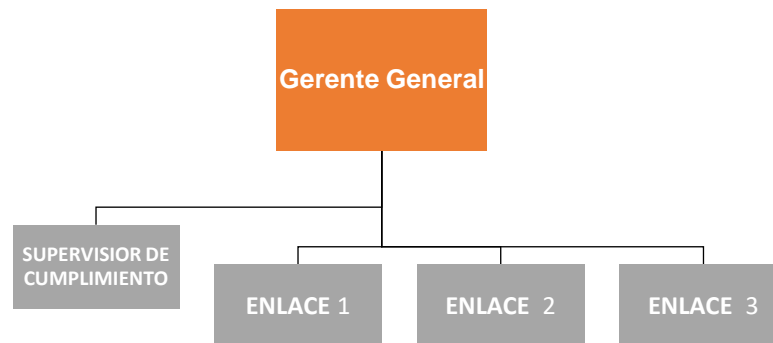 Gerente General
SUPERVISIOR DE
CUMPLIMIENTO
ENLACE 1
ENLACE 2
ENLACE 3